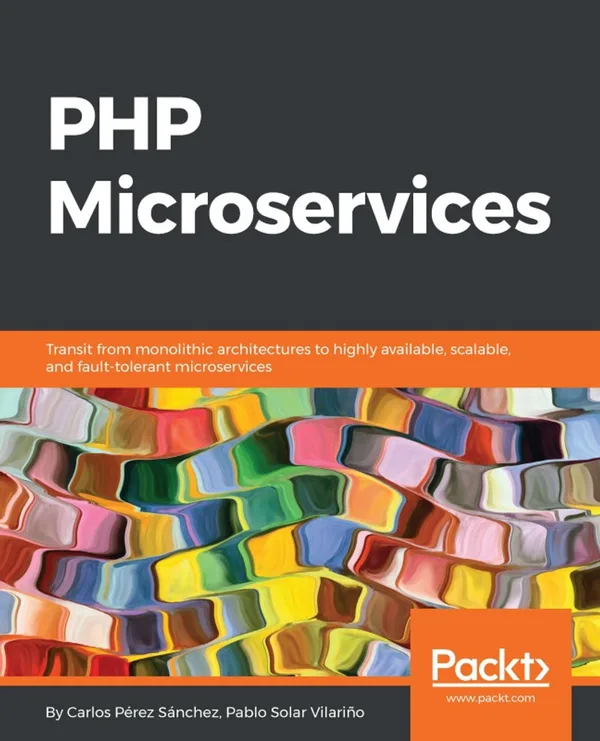 PHP
Microservices
Transit from monolithic architectures to highly available, scalable,
and fault-tolerant microservices
Packt>
www.packt.com
By Carlos Pérez Sánchez, Pablo Solar Vilariño